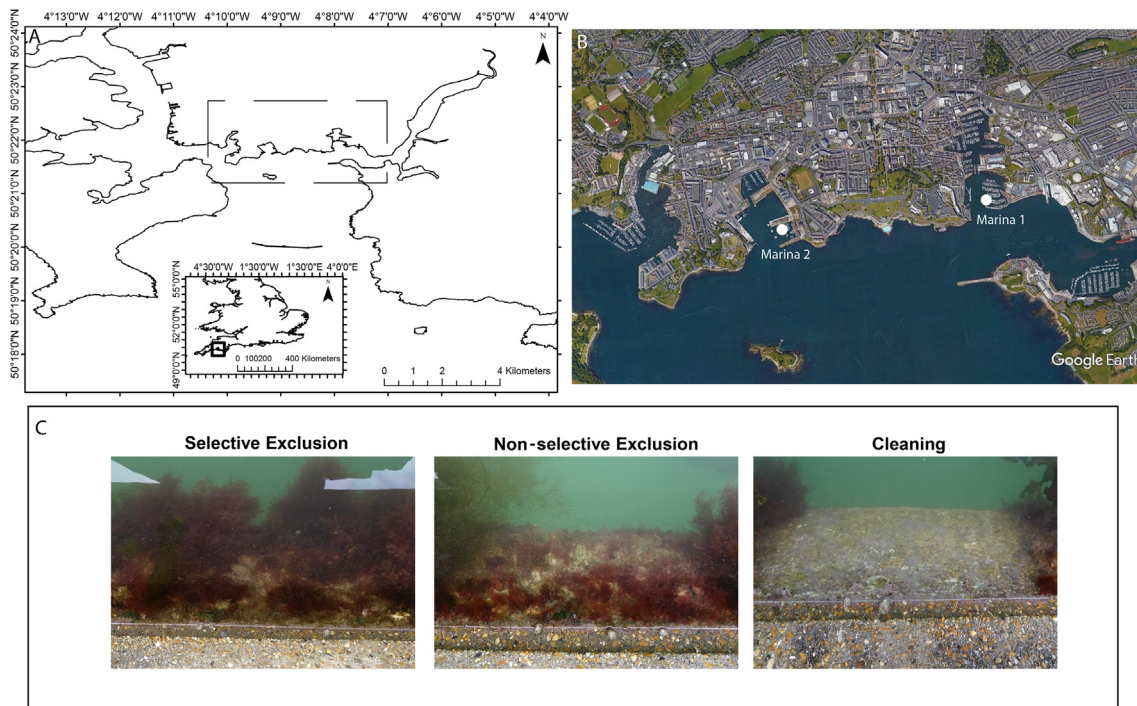 4°13'0"W 4°12'0"W 4°11'0"W 4°10'0"W 4°9'0"W 4°8'0"W 4°7'0"W 4°6'0"W 4°5'0"W 4°4'0"W
A
N
50°24'0"N
50°23'0"N
50°22'0"N
50°21'0"N
50°20'0"N
50°19'0"N
50°18'0"N
4°30'0"W 1°30'0"W 1°30'0"E 4°0'0"E
N
55°0'0"N
52°0'0"N
49°0'0"N
0 100200 400 Kilometers
0 1 2 4 Kilometers
B
Marina 1
Marina 2
Google Earth
C
Selective Exclusion
Non-selective Exclusion
Cleaning